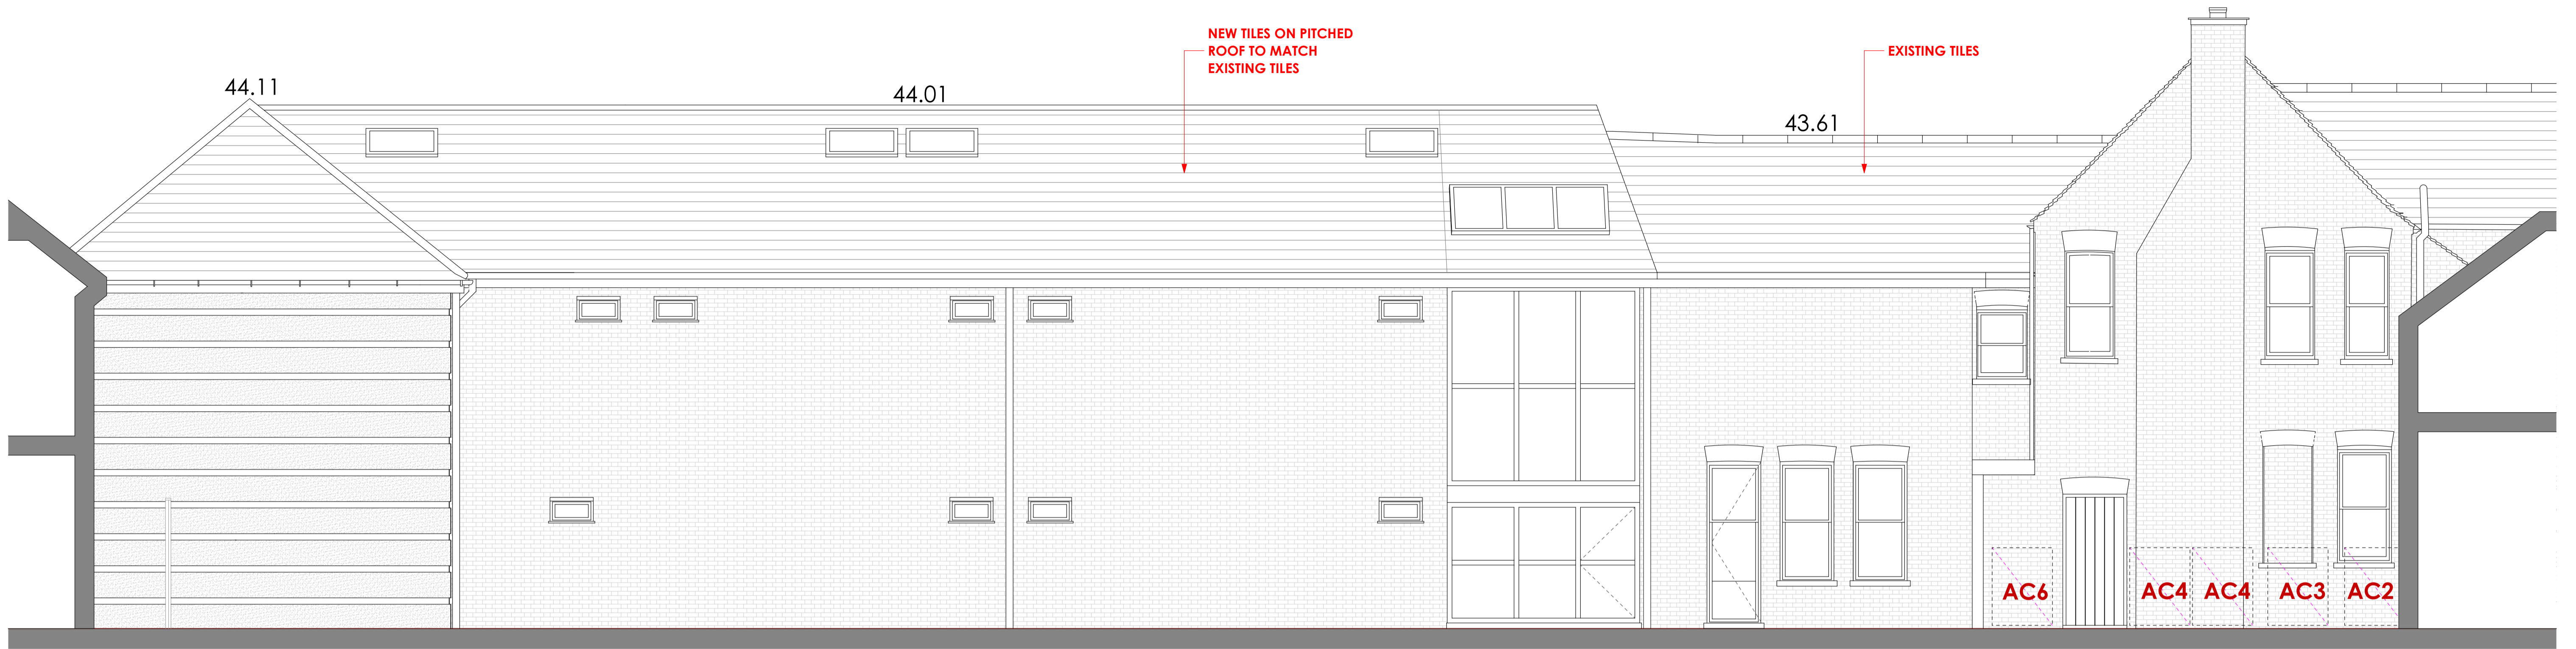 NEW TILES ON PITCHED
ROOF TO MATCH
EXISTING TILES
EXISTING TILES
44.11
44.01
43.61
AC6
AC4
AC4
AC3
AC2